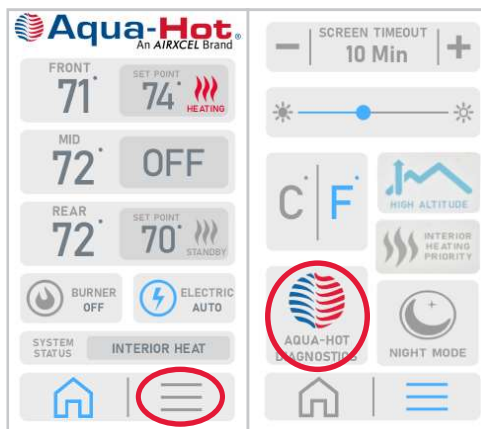 Aqua-Hot®
An AIRXCEL Brand
FRONT
71°
SET POINT
74°
HEATING
MID
72°
OFF
REAR
72°
SET POINT
70°
STANDBY
BURNER
OFF
ELECTRIC
AUTO
SYSTEM
STATUS
INTERIOR HEAT
SCREEN TIMEOUT
10 Min
C° F°
HIGH ALTITUDE
INTERIOR
HEATING
PRIORITY
AQUA-HOT
DIAGNOSTICS
NIGHT MODE